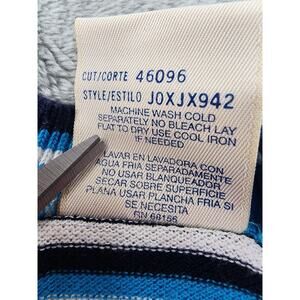 CUT/CORTE 46096
STYLE/ESTILO JOXJX942
MACHINE WASH COLD
SEPARATELY NO BLEACH LAY
FLAT TO DRY USE COOL IRON
IF NEEDED
LAVAR EN LAVADORA CON
AGUA FRIA SEPARADAMENTE
NO USAR BLANQUEADOR
SECAR SOBRE SUPERFICIE
PLANA USAR PLANCHA FRIA SI
SE NECESITA
RN 66166